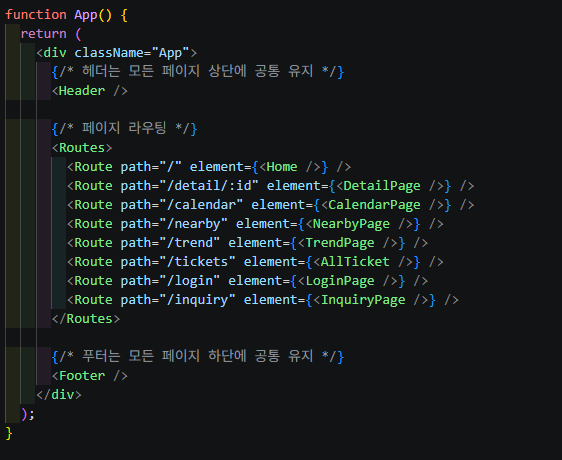 function App() {
  return (
    <div className="App">
      {/* 헤더는 모든 페이지 상단에 공통 유지 */}
      <Header />

      {/* 페이지 라우팅 */}
      <Routes>
        <Route path="/" element={<Home />} />
        <Route path="/detail/:id" element={<DetailPage />} />
        <Route path="/calendar" element={<CalendarPage />} />
        <Route path="/nearby" element={<NearbyPage />} />
        <Route path="/trend" element={<TrendPage />} />
        <Route path="/tickets" element={<AllTicket />} />
        <Route path="/login" element={<LoginPage />} />
        <Route path="/inquiry" element={<InquiryPage />} />
      </Routes>

      {/* 푸터는 모든 페이지 하단에 공통 유지 */}
      <Footer />
    </div>
  );
}